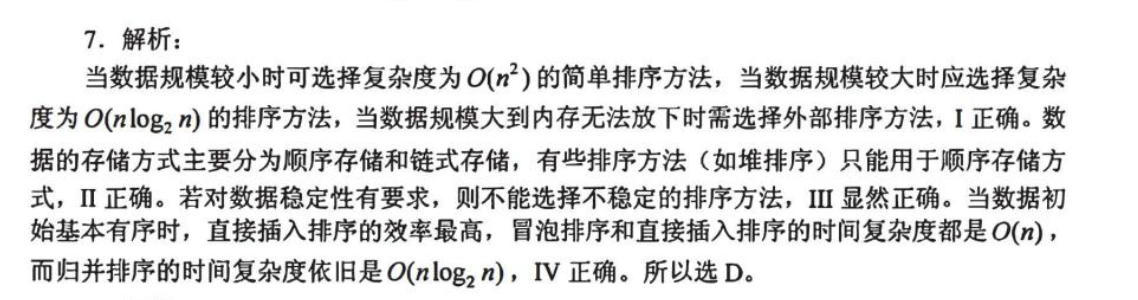 7. 解析：
当数据规模较小时可选择复杂度为 O(n²) 的简单排序方法，当数据规模较大时应选择复杂
度为 O(nlog₂ n) 的排序方法，当数据规模大到内存无法放下时需选择外部排序方法，I 正确。数
据的存储方式主要分为顺序存储和链式存储，有些排序方法（如堆排序）只能用于顺序存储方
式，II 正确。若对数据稳定性有要求，则不能选择不稳定的排序方法，III 显然正确。当数据初
始基本有序时，直接插入排序的效率最高，冒泡排序和直接插入排序的时间复杂度都是 O(n)，
而归并排序的时间复杂度依旧是 O(nlog₂ n)，IV 正确。所以选 D。